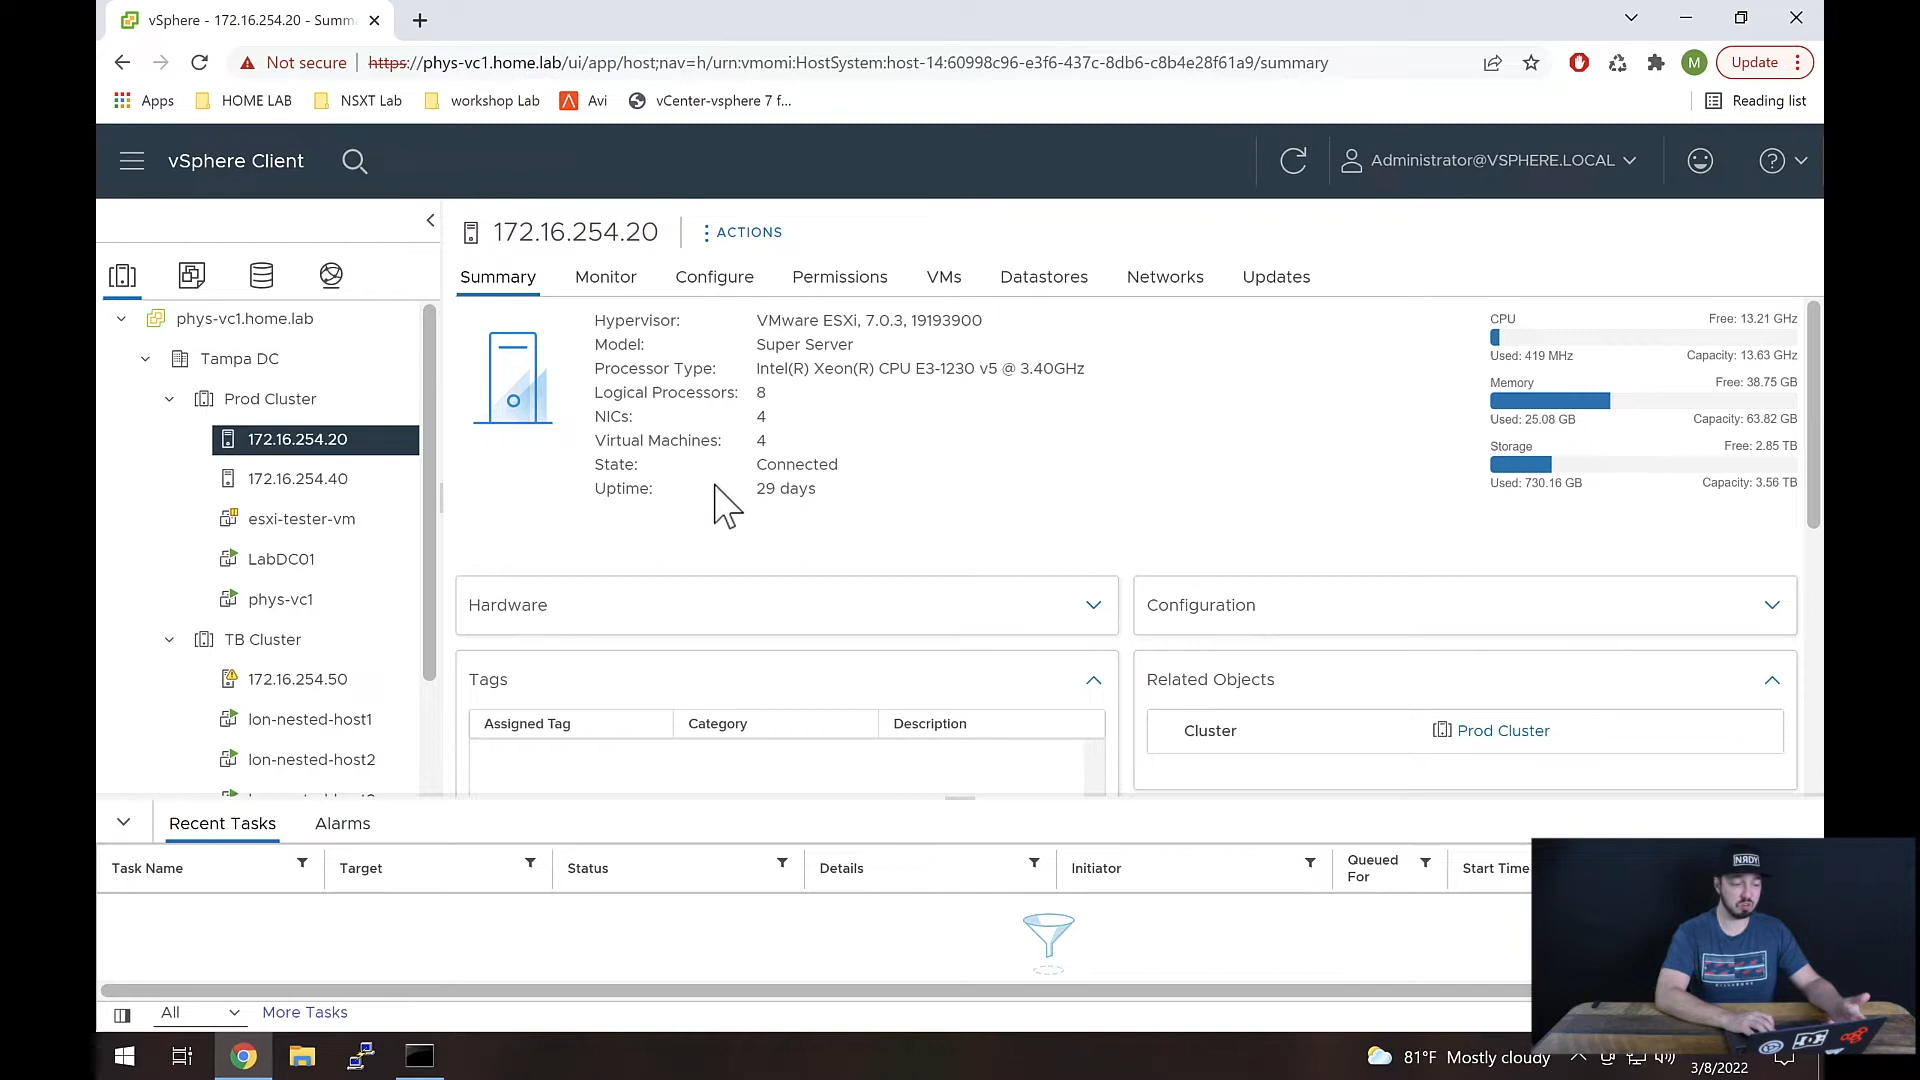 vSphere - 172.16.254.20 - Summ
Not secure
https://phys-vc1.home.lab/ui/app/host;nav=h/urn:vmomi:HostSystem:host-14:60998c96-e3f6-437c-8db6-c8b4e28f61a9/summary
M
Update
Apps
HOME LAB
NSXT Lab
workshop Lab
Avi
vCenter-vsphere 7 f...
Reading list
vSphere Client
Administrator@VSPHERE.LOCAL
172.16.254.20
ACTIONS
Summary
Monitor
Configure
Permissions
VMs
Datastores
Networks
Updates
phys-vc1.home.lab
Tampa DC
Prod Cluster
172.16.254.20
172.16.254.40
esxi-tester-vm
LabDC01
phys-vc1
TB Cluster
172.16.254.50
lon-nested-host1
lon-nested-host2
Hypervisor: VMware ESXi, 7.0.3, 19193900
Model: Super Server
Processor Type: Intel(R) Xeon(R) CPU E3-1230 v5 @ 3.40GHz
Logical Processors: 8
NICs: 4
Virtual Machines: 4
State: Connected
Uptime: 29 days
CPU Free: 13.21 GHz
Used: 419 MHz Capacity: 13.63 GHz
Memory Free: 38.75 GB
Used: 25.08 GB Capacity: 63.82 GB
Storage Free: 2.85 TB
Used: 730.16 GB Capacity: 3.56 TB
Hardware
Configuration
Tags
Assigned Tag Category Description
Related Objects
Cluster Prod Cluster
Recent Tasks
Alarms
Task Name
Target
Status
Details
Initiator
Queued
For
Start Time
All
More Tasks
81°F Mostly cloudy
3/8/2022